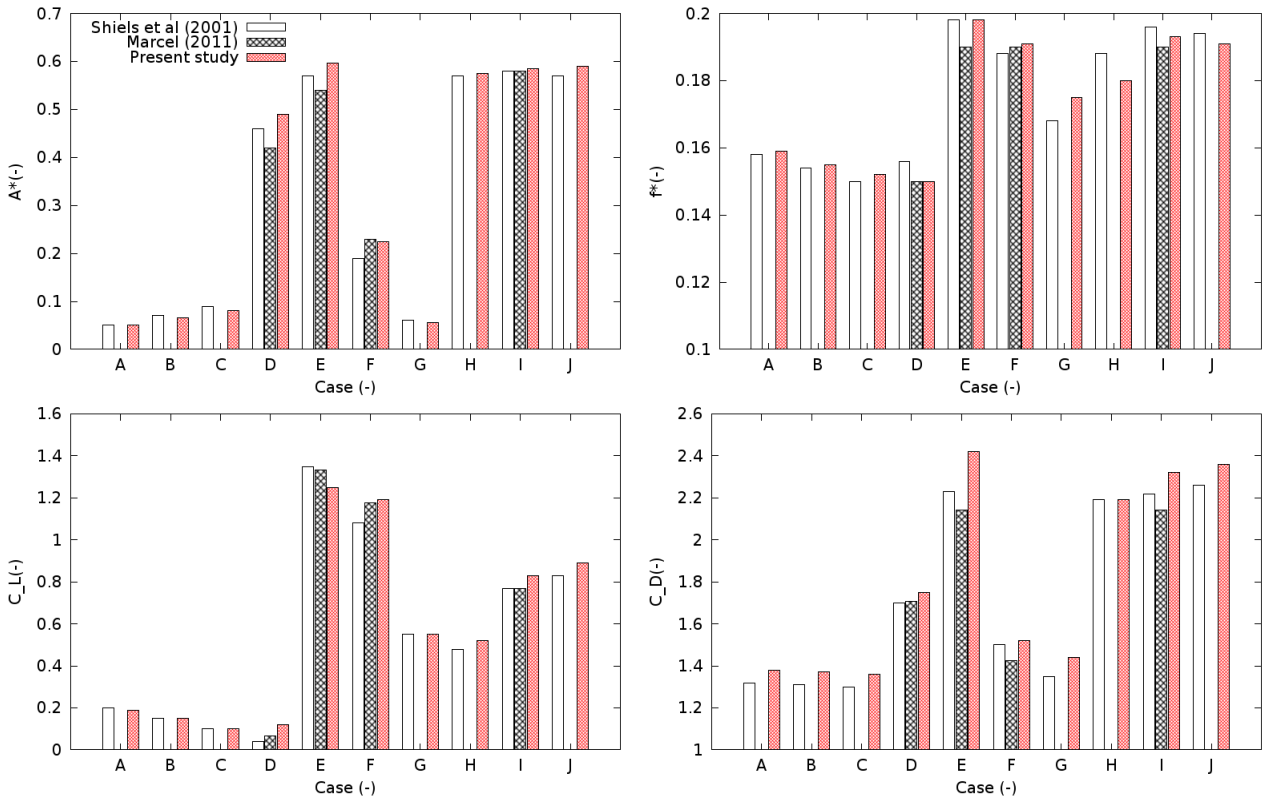 0.7
0.6
0.5
0.4
0.3
0.2
0.1
0
A*(-)
Shiels et al (2001)
Marcel (2011)
Present study
A B C D E F G H I J
Case (-)
0.2
0.18
0.16
0.14
0.12
0.1
f*(-)
A B C D E F G H I J
Case (-)
1.6
1.4
1.2
1
0.8
0.6
0.4
0.2
0
C_L(-)
A B C D E F G H I J
Case (-)
2.6
2.4
2.2
2
1.8
1.6
1.4
1.2
1
C_D(-)
A B C D E F G H I J
Case (-)